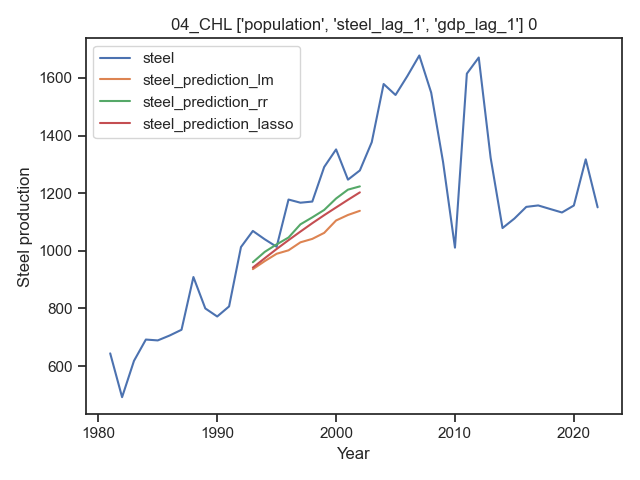 04_CHL ['population', 'steel_lag_1', 'gdp_lag_1'] 0
steel
steel_prediction_lm
steel_prediction_rr
steel_prediction_lasso
Steel production
1600
1400
1200
1000
800
600
1980
1990
2000
2010
2020
Year